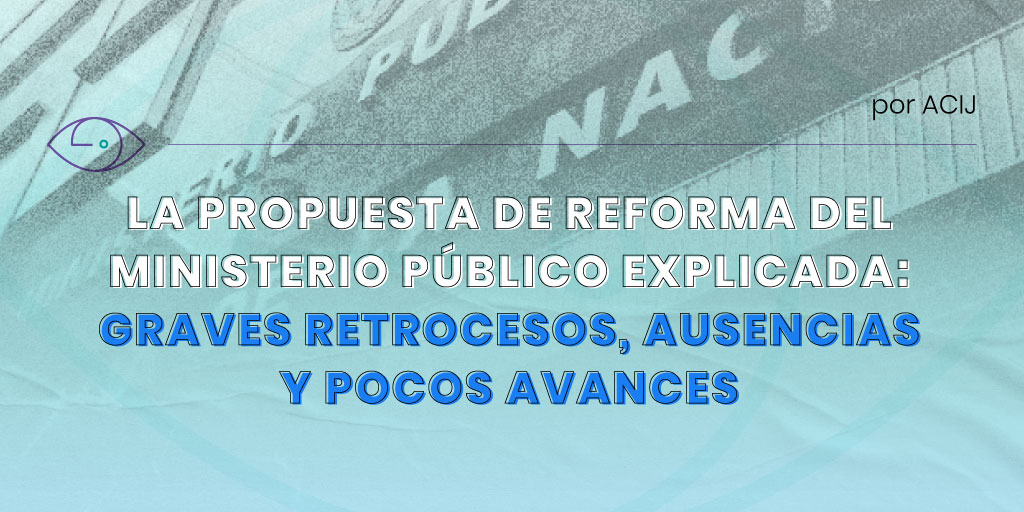 por ACIJ
LA PROPUESTA DE REFORMA DEL
MINISTERIO PÚBLICO EXPLICADA:
GRAVES RETROCESOS, AUSENCIAS
Y POCOS AVANCES